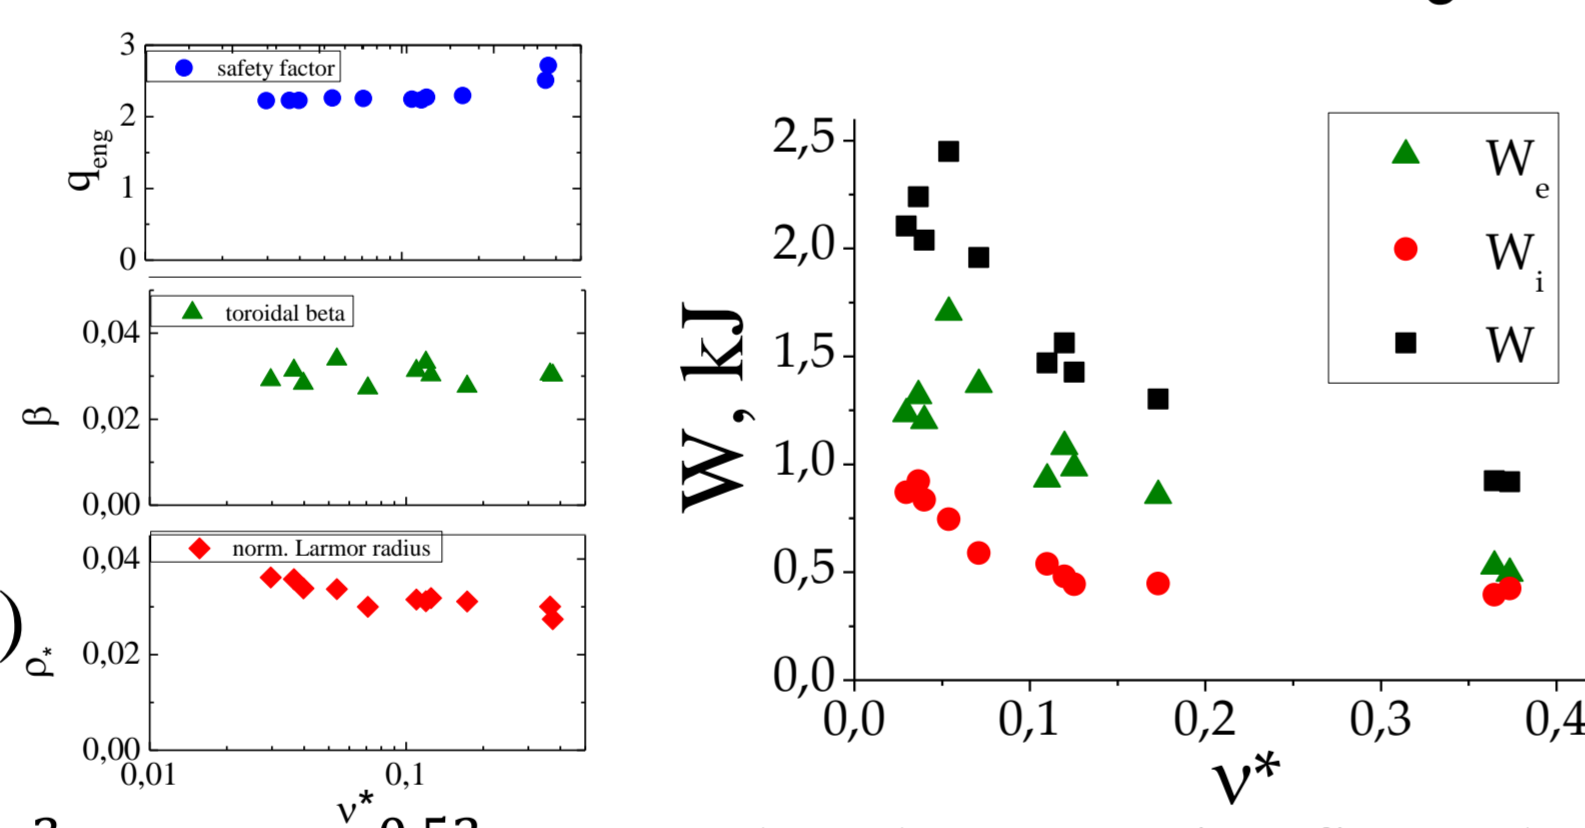 3
safety factor
2
q_eng
1
0
toroidal beta
0,04
β
0,02
0,00
norm. Larmor radius
0,04
)
ρ*
0,02
0,00
0,01
0,1
ν*
2,5
2,0
W, kJ
1,5
1,0
0,5
0,0
0,0
0,1
0,2
0,3
0,4
ν*
W_e
W_i
W